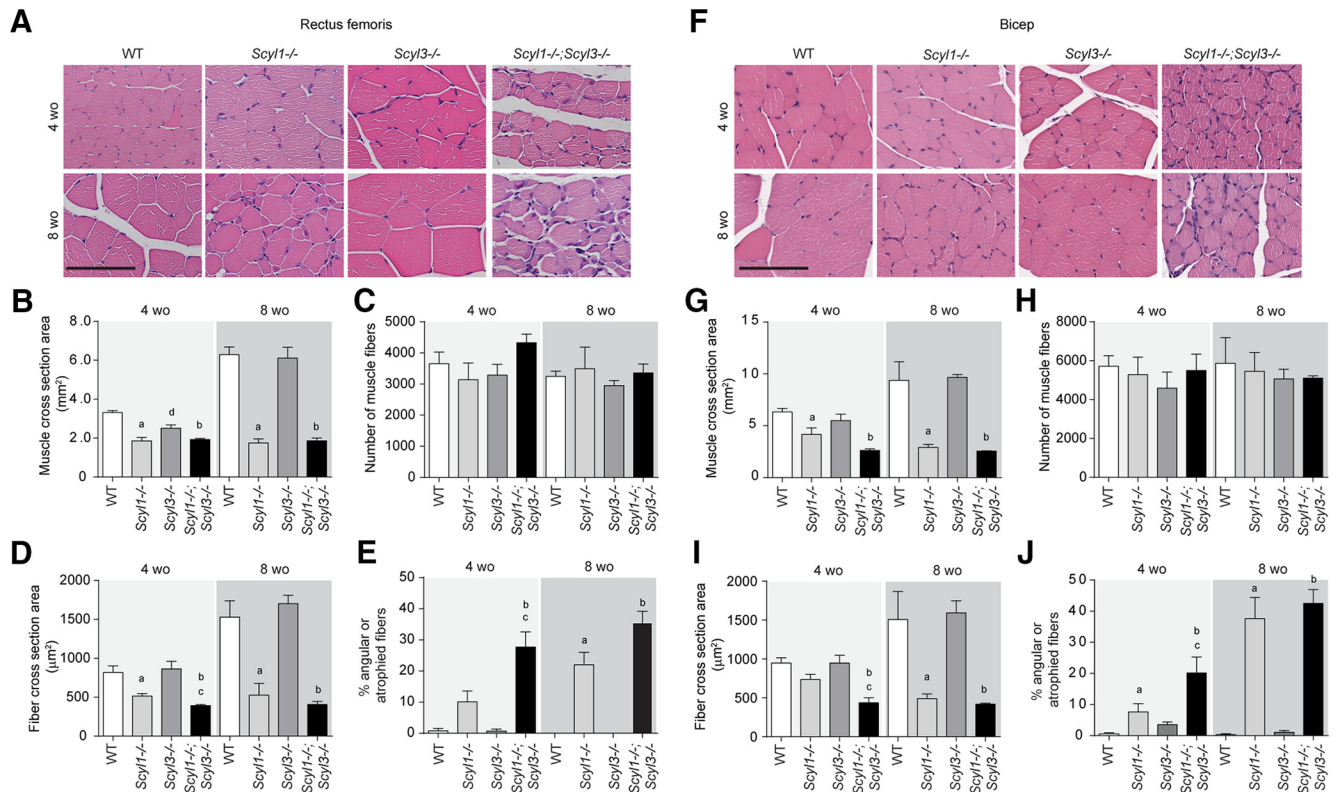 A
Rectus femoris
WT Scyl1-/- Scyl3-/- Scyl1-/-;Scyl3-/-
4 wo
8 wo
F
Bicep
WT Scyl1-/- Scyl3-/- Scyl1-/-;Scyl3-/-
4 wo
8 wo
B
4 wo 8 wo
Muscle cross section area
(mm²)
8.0
6.0
4.0
2.0
0
a d b a b
WT Scyl1-/- Scyl3-/- Scyl1-/-; Scyl3-/- WT Scyl1-/- Scyl3-/- Scyl1-/-; Scyl3-/-
C
4 wo 8 wo
Number of muscle fibers
5000
4000
3000
2000
1000
0
WT Scyl1-/- Scyl3-/- Scyl1-/-; Scyl3-/- WT Scyl1-/- Scyl3-/- Scyl1-/-; Scyl3-/-
G
4 wo 8 wo
Muscle cross section area
(mm²)
15
10
5
0
a b a b
WT Scyl1-/- Scyl3-/- Scyl1-/-; Scyl3-/- WT Scyl1-/- Scyl3-/- Scyl1-/-; Scyl3-/-
H
4 wo 8 wo
Number of muscle fibers
8000
6000
4000
2000
0
WT Scyl1-/- Scyl3-/- Scyl1-/-; Scyl3-/- WT Scyl1-/- Scyl3-/- Scyl1-/-; Scyl3-/-
D
4 wo 8 wo
Fiber cross section area
(µm²)
2000
1500
1000
500
0
a b c a b
WT Scyl1-/- Scyl3-/- Scyl1-/-; Scyl3-/- WT Scyl1-/- Scyl3-/- Scyl1-/-; Scyl3-/-
E
4 wo 8 wo
% angular or
atrophied fibers
50
40
30
20
10
0
b c a b
WT Scyl1-/- Scyl3-/- Scyl1-/-; Scyl3-/- WT Scyl1-/- Scyl3-/- Scyl1-/-; Scyl3-/-
I
4 wo 8 wo
Fiber cross section area
(µm²)
2000
1500
1000
500
0
b c a b
WT Scyl1-/- Scyl3-/- Scyl1-/-; Scyl3-/- WT Scyl1-/- Scyl3-/- Scyl1-/-; Scyl3-/-
J
4 wo 8 wo
% angular or
atrophied fibers
50
40
30
20
10
0
a b c a b
WT Scyl1-/- Scyl3-/- Scyl1-/-; Scyl3-/- WT Scyl1-/- Scyl3-/- Scyl1-/-; Scyl3-/-